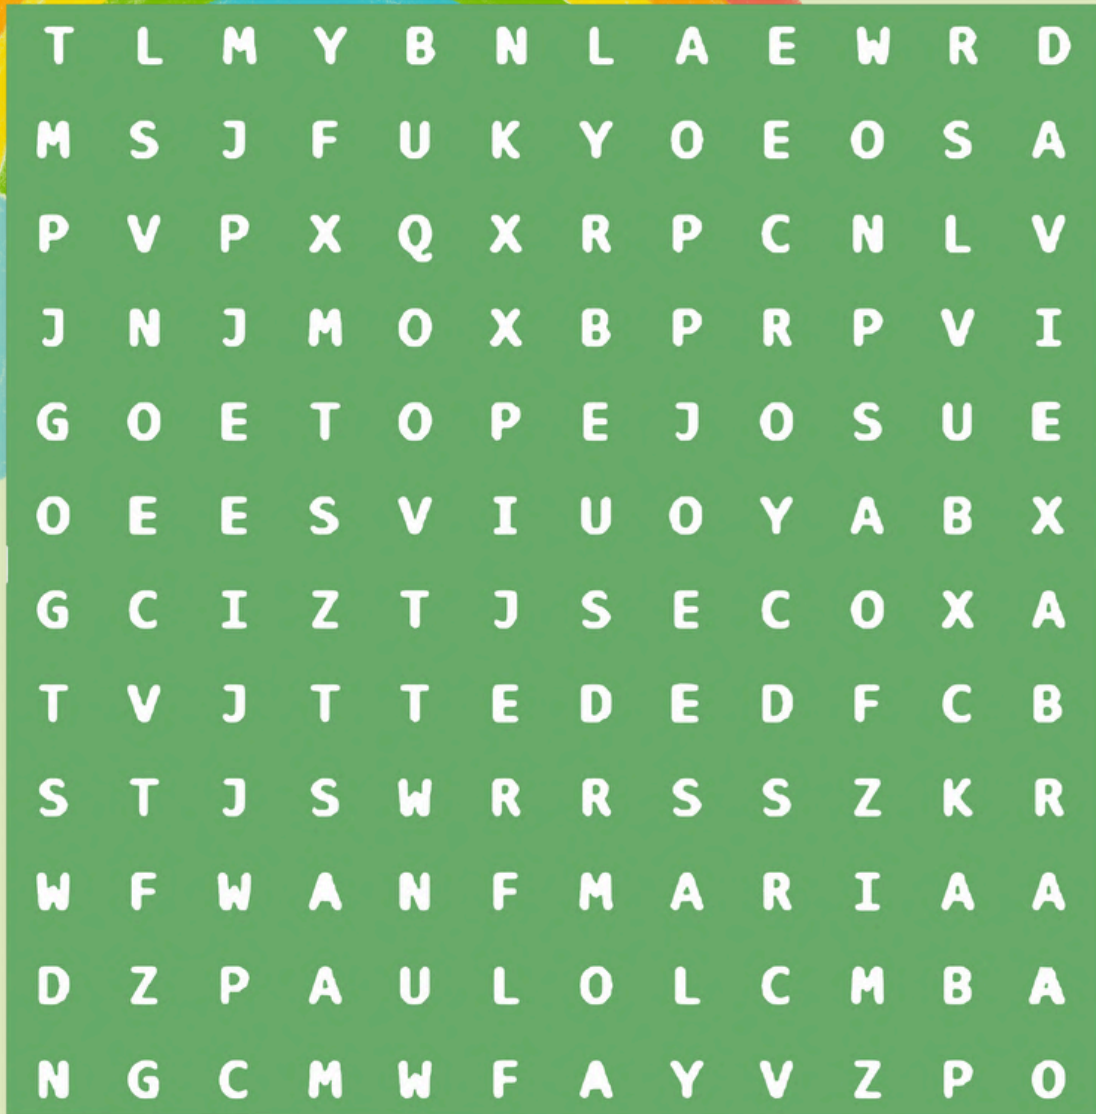 T L M Y B N L A E W R D
M S J F U K Y O E O S A
P V P X Q X R P C N L V
J N J M O X B P R P V I
G O E T O P E J O S U E
O E E S V I U O Y A B X
G C I Z T J S E C O X A
T V J T T E D E D F C B
S T J S W R R S S Z K R
W F W A N F M A R I A A
D Z P A U L O L C M B A
N G C M W F A Y V Z P O